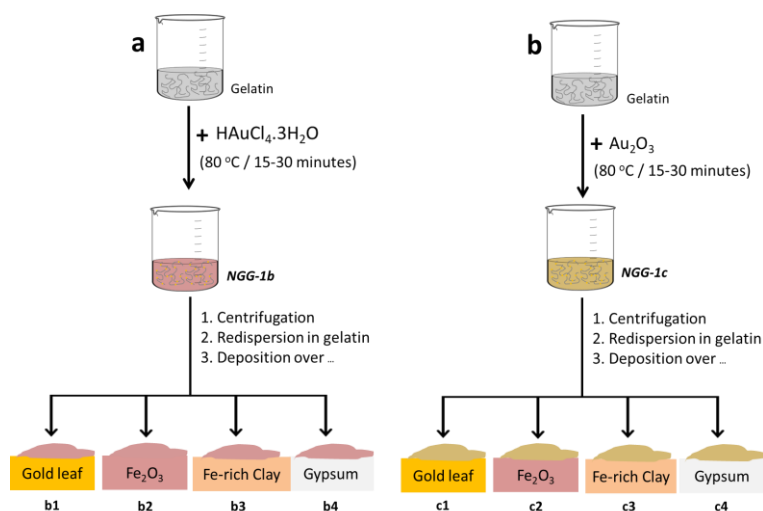 a
Gelatin
+ HAuCl₄.3H₂O
(80 °C / 15-30 minutes)
NGG-1b
1. Centrifugation
2. Redispersion in gelatin
3. Deposition over ...
Gold leaf
Fe₂O₃
Fe-rich Clay
Gypsum
b1
b2
b3
b4
b
Gelatin
+ Au₂O₃
(80 °C / 15-30 minutes)
NGG-1c
1. Centrifugation
2. Redispersion in gelatin
3. Deposition over ...
Gold leaf
Fe₂O₃
Fe-rich Clay
Gypsum
c1
c2
c3
c4